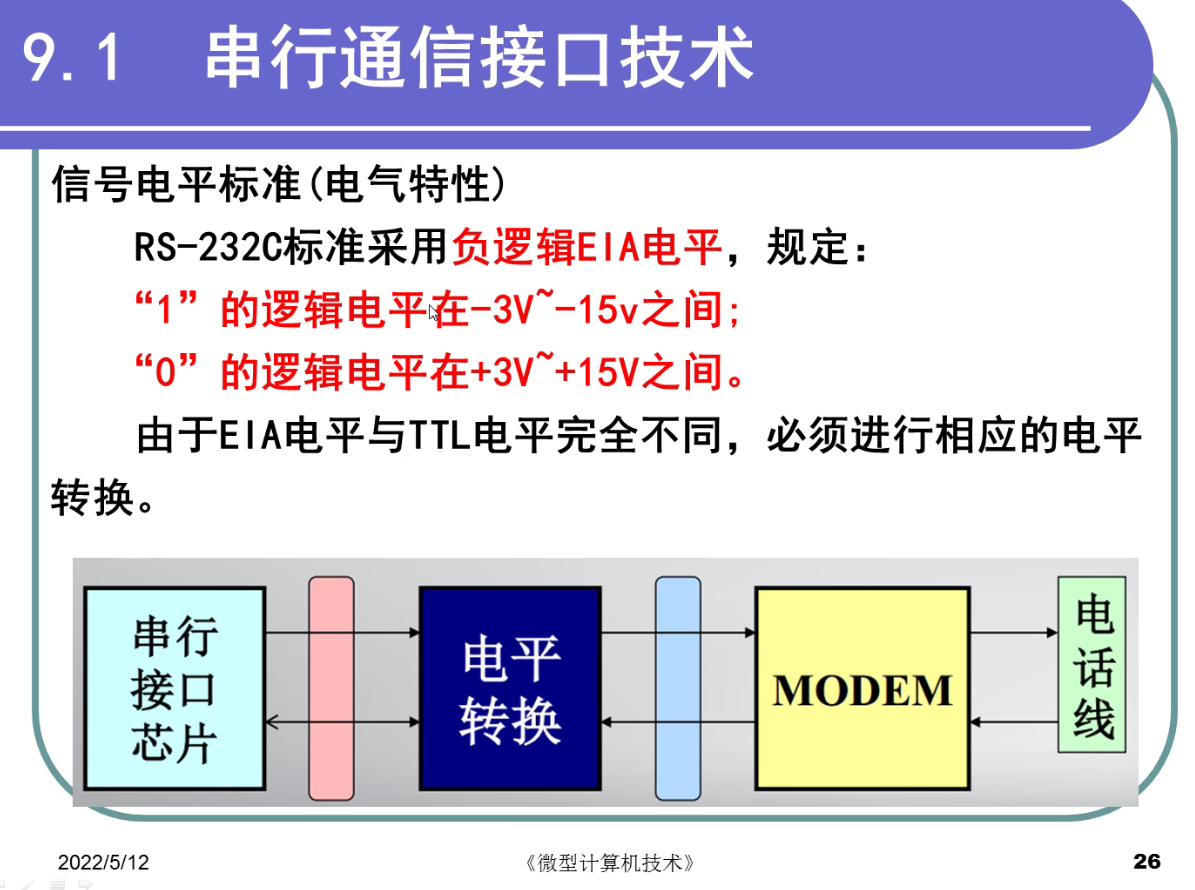 9.1 串行通信接口技术
信号电平标准(电气特性)
RS-232C标准采用负逻辑EIA电平，规定：
“1”的逻辑电平在-3V~-15v之间;
“0”的逻辑电平在+3V~+15V之间。
由于EIA电平与TTL电平完全不同，必须进行相应的电平
转换。
串行
接口
芯片
电平
转换
MODEM
电
话
线
2022/5/12
《微型计算机技术》
26